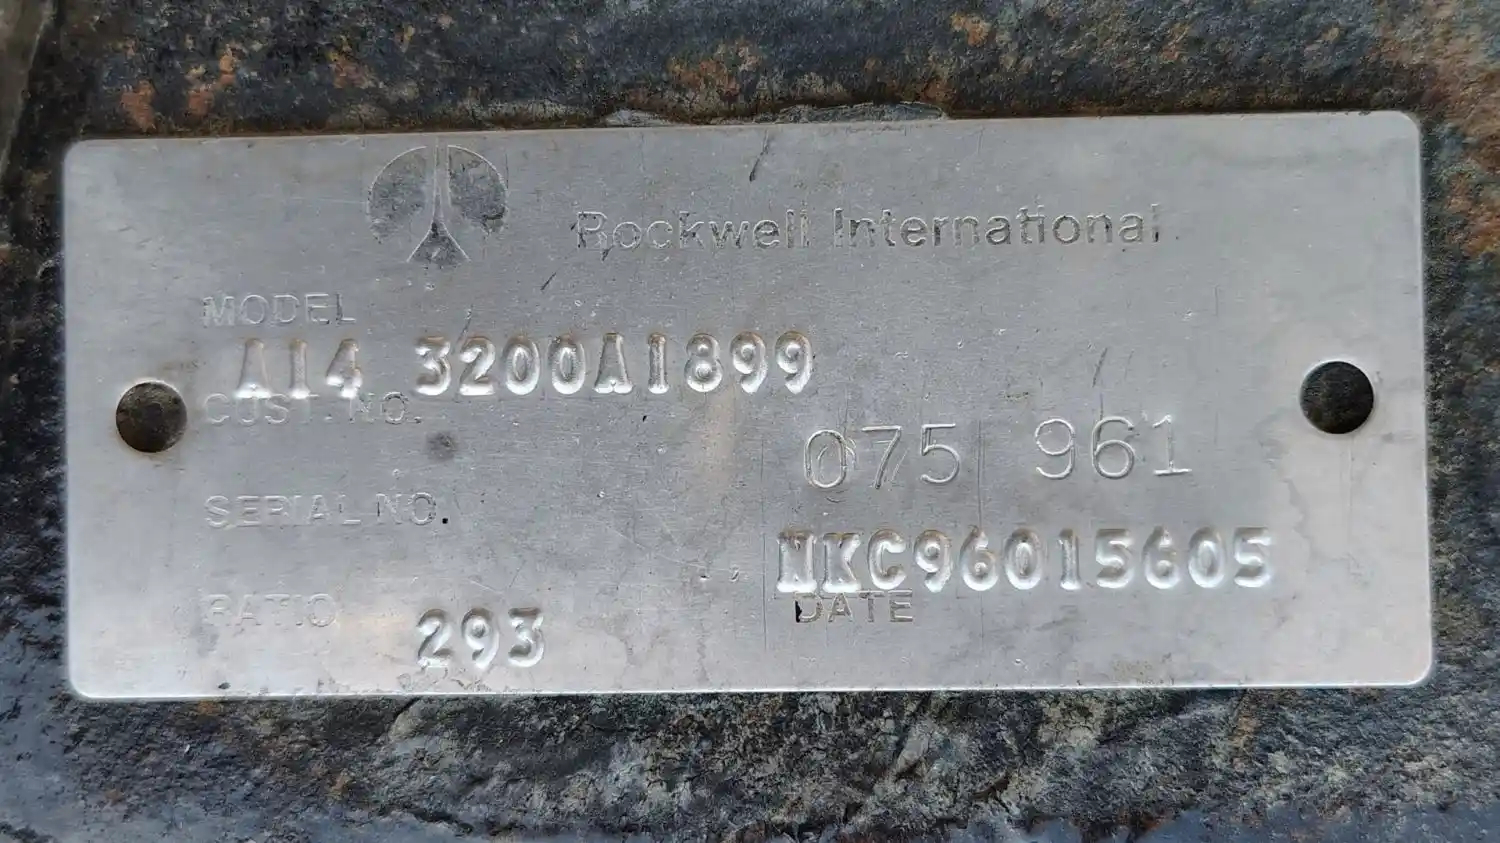 Rockwell International
MODEL
A14 3200A1899
CUST. NO.
075 961
SERIAL NO.
NKC96015605
RATIO 293
DATE